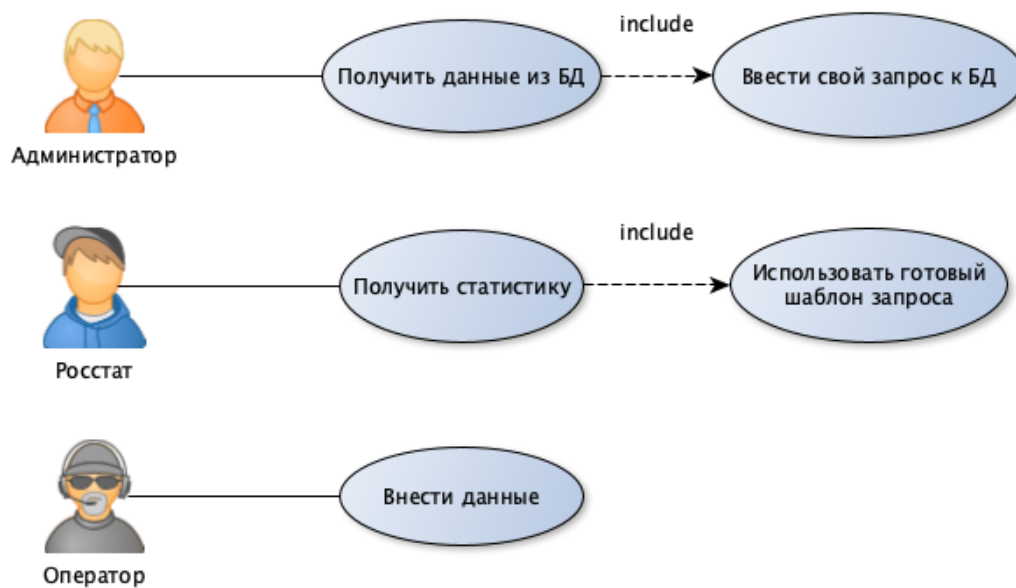 include
Получить данные из БД
Ввести свой запрос к БД
Администратор
include
Получить статистику
Использовать готовый
шаблон запроса
Росстат
Внести данные
Оператор